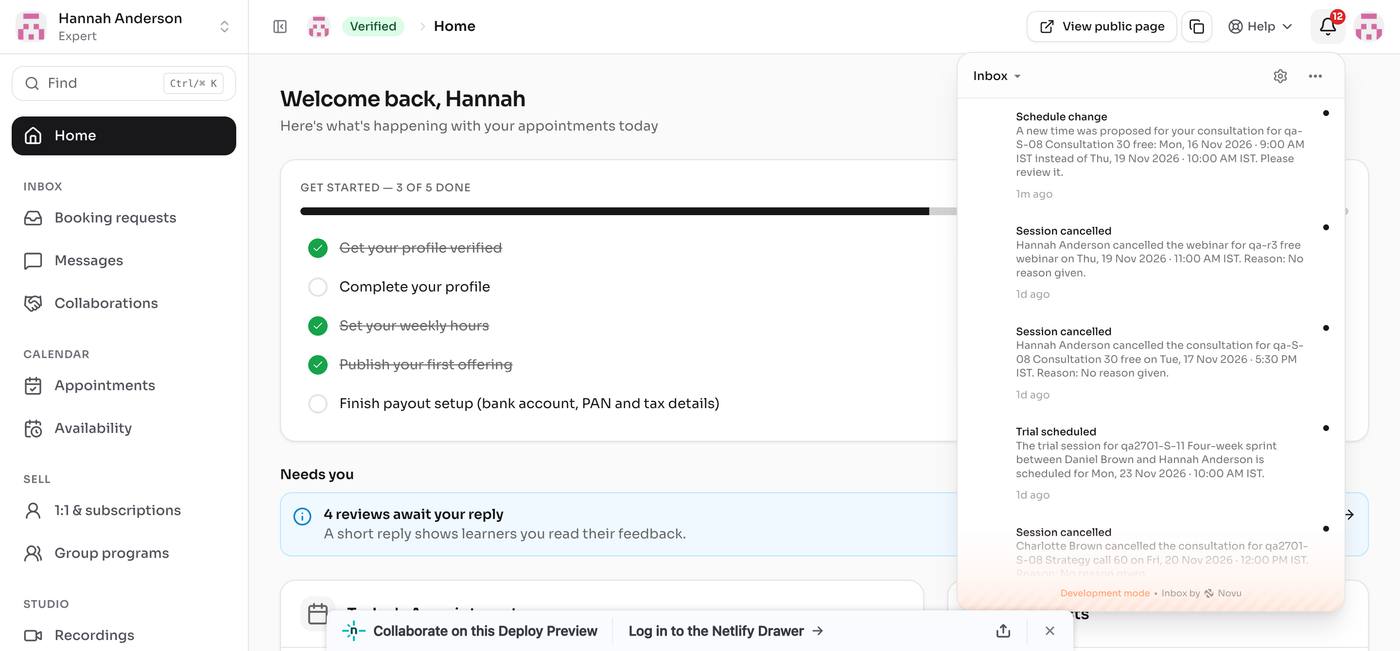 Hannah Anderson
Expert
Verified
Home
View public page
Help
12
Find
Ctrl/⌘ K
Home
INBOX
Booking requests
Messages
Collaborations
CALENDAR
Appointments
Availability
SELL
1:1 & subscriptions
Group programs
STUDIO
Recordings
Welcome back, Hannah
Here's what's happening with your appointments today
GET STARTED — 3 OF 5 DONE
Get your profile verified
Complete your profile
Set your weekly hours
Publish your first offering
Finish payout setup (bank account, PAN and tax details)
Needs you
4 reviews await your reply
A short reply shows learners you read their feedback.
Inbox
Schedule change
A new time was proposed for your consultation for qa-
S-08 Consultation 30 free: Mon, 16 Nov 2026 · 9:00 AM
IST instead of Thu, 19 Nov 2026 · 10:00 AM IST. Please
review it.
1m ago
Session cancelled
Hannah Anderson cancelled the webinar for qa-r3 free
webinar on Thu, 19 Nov 2026 · 11:00 AM IST. Reason: No
reason given.
1d ago
Session cancelled
Hannah Anderson cancelled the consultation for qa-S-
08 Consultation 30 free on Tue, 17 Nov 2026 · 5:30 PM
IST. Reason: No reason given.
1d ago
Trial scheduled
The trial session for qa2701-S-11 Four-week sprint
between Daniel Brown and Hannah Anderson is
scheduled for Mon, 23 Nov 2026 · 10:00 AM IST.
1d ago
Session cancelled
Charlotte Brown cancelled the consultation for qa2701-
S-08 Strategy call 60 on Fri, 20 Nov 2026 · 12:00 PM IST.
Reason: No reason given.
Development mode • Inbox by Novu
Collaborate on this Deploy Preview
Log in to the Netlify Drawer